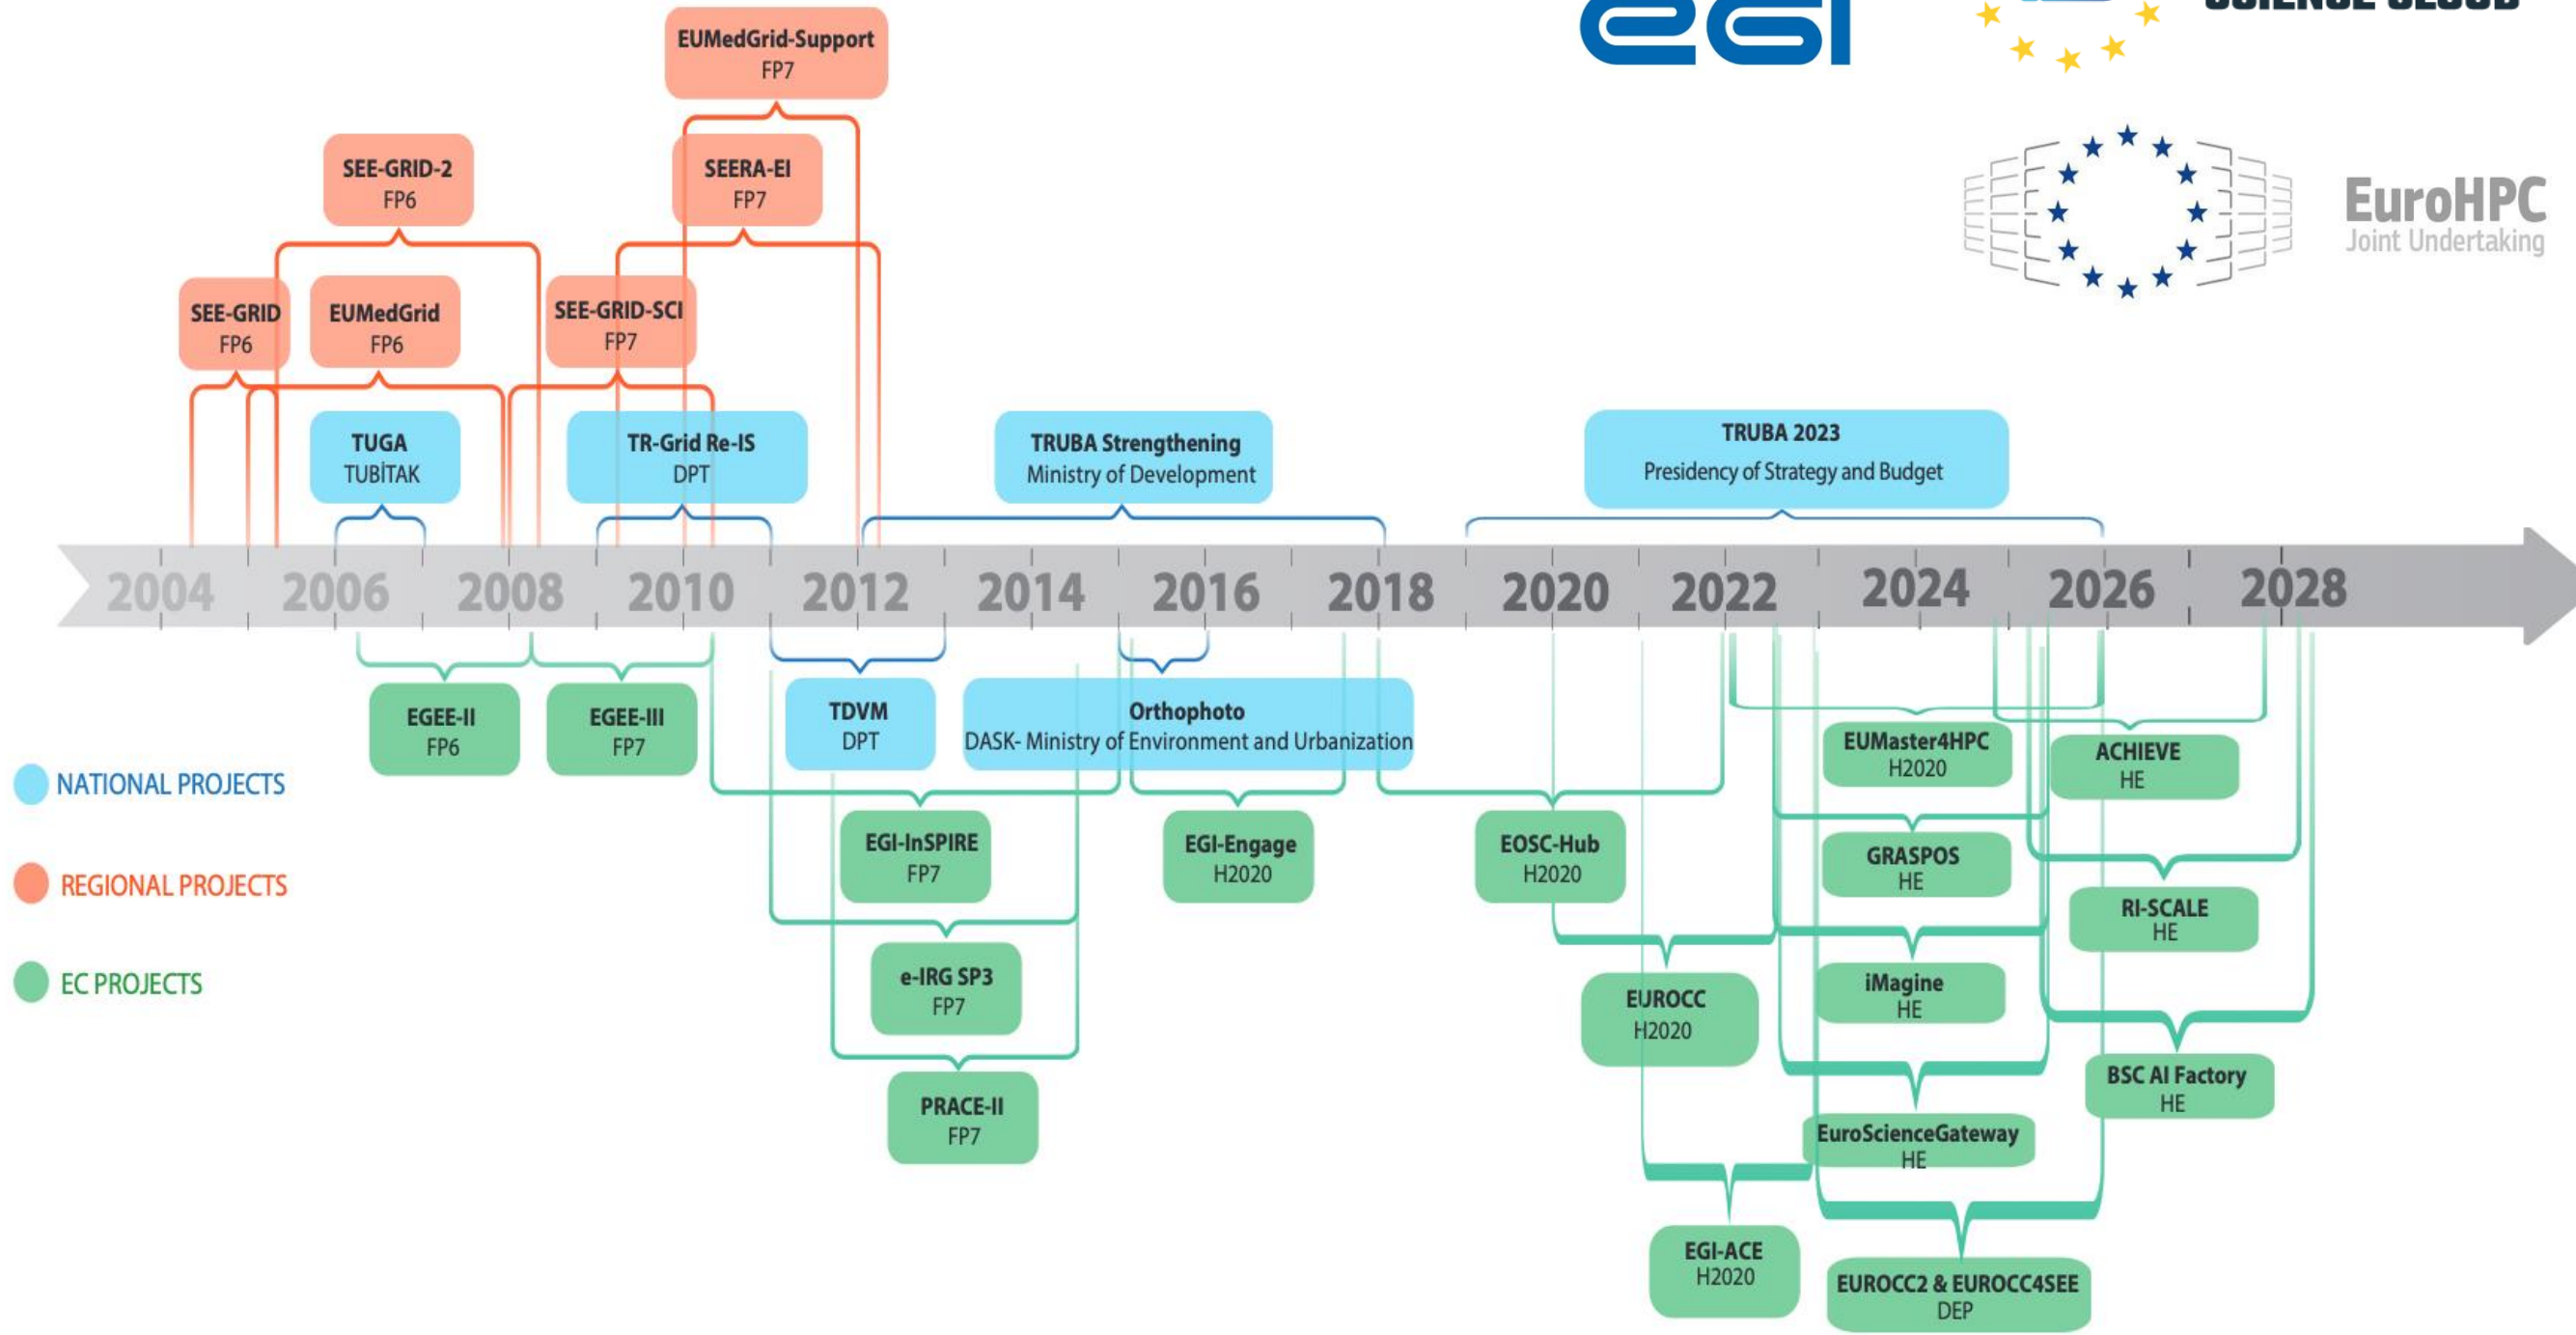 EGI
EUMedGrid-Support
FP7
SEE-GRID-2
FP6
SEERA-EI
FP7
EuroHPC
Joint Undertaking
SEE-GRID
FP6
EUMedGrid
FP6
SEE-GRID-SCI
FP7
TUGA
TUBİTAK
TR-Grid Re-IS
DPT
TRUBA Strengthening
Ministry of Development
TRUBA 2023
Presidency of Strategy and Budget
2004 2006 2008 2010 2012 2014 2016 2018 2020 2022 2024 2026 2028
EGEE-II
FP6
EGEE-III
FP7
TDVM
DPT
Orthophoto
DASK- Ministry of Environment and Urbanization
EUMaster4HPC
H2020
ACHIEVE
HE
NATIONAL PROJECTS
REGIONAL PROJECTS
EC PROJECTS
EGI-InSPIRE
FP7
EGI-Engage
H2020
EOSC-Hub
H2020
GRASPOS
HE
RI-SCALE
HE
e-IRG SP3
FP7
EUROCC
H2020
iMagine
HE
PRACE-II
FP7
BSC AI Factory
HE
EuroScienceGateway
HE
EGI-ACE
H2020
EUROCC2 & EUROCC4SEE
DEP